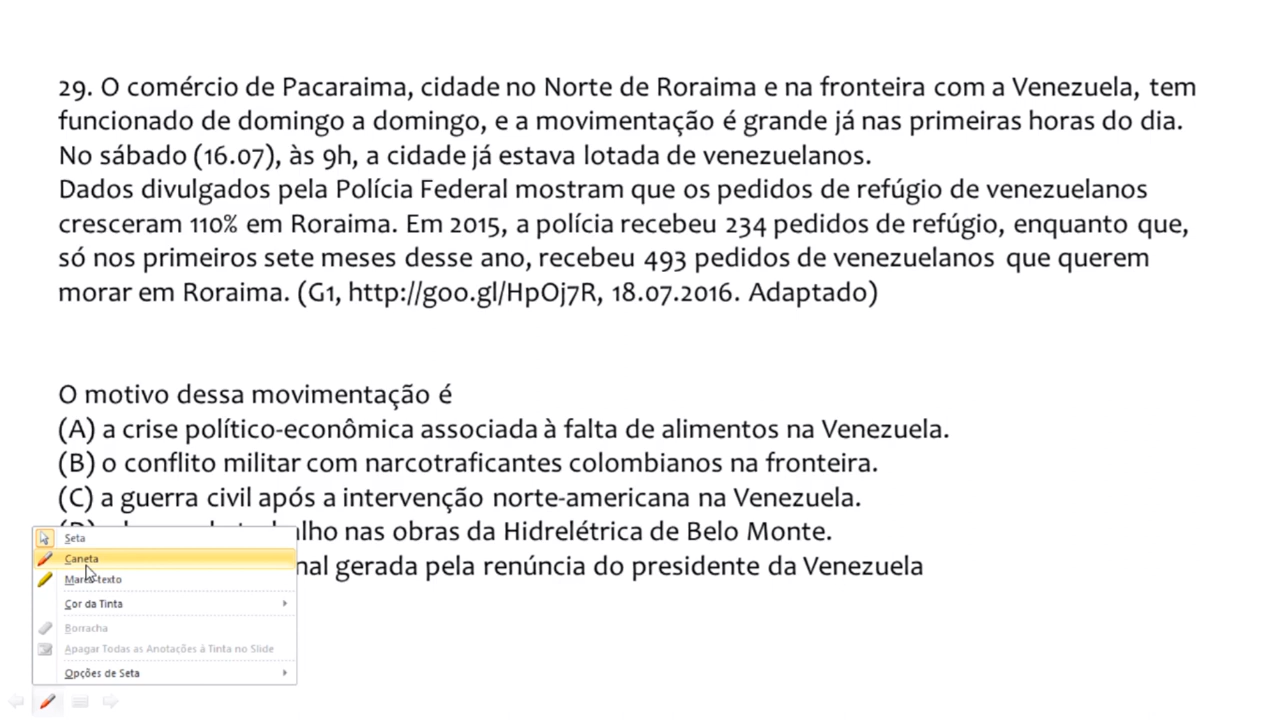 29. O comércio de Pacaraima, cidade no Norte de Roraima e na fronteira com a Venezuela, tem
funcionado de domingo a domingo, e a movimentação é grande já nas primeiras horas do dia.
No sábado (16.07), às 9h, a cidade já estava lotada de venezuelanos.
Dados divulgados pela Polícia Federal mostram que os pedidos de refúgio de venezuelanos
cresceram 110% em Roraima. Em 2015, a polícia recebeu 234 pedidos de refúgio, enquanto que,
só nos primeiros sete meses desse ano, recebeu 493 pedidos de venezuelanos que querem
morar em Roraima. (G1, http://goo.gl/HpOj7R, 18.07.2016. Adaptado)
O motivo dessa movimentação é
(A) a crise político-econômica associada à falta de alimentos na Venezuela.
(B) o conflito militar com narcotraficantes colombianos na fronteira.
(C) a guerra civil após a intervenção norte-americana na Venezuela.
nas obras da Hidrelétrica de Belo Monte.
gerada pela renúncia do presidente da Venezuela
Seta
Caneta
Marca-texto
Cor da Tinta
Borracha
Apagar Todas as Anotações à Tinta no Slide
Opções de Seta